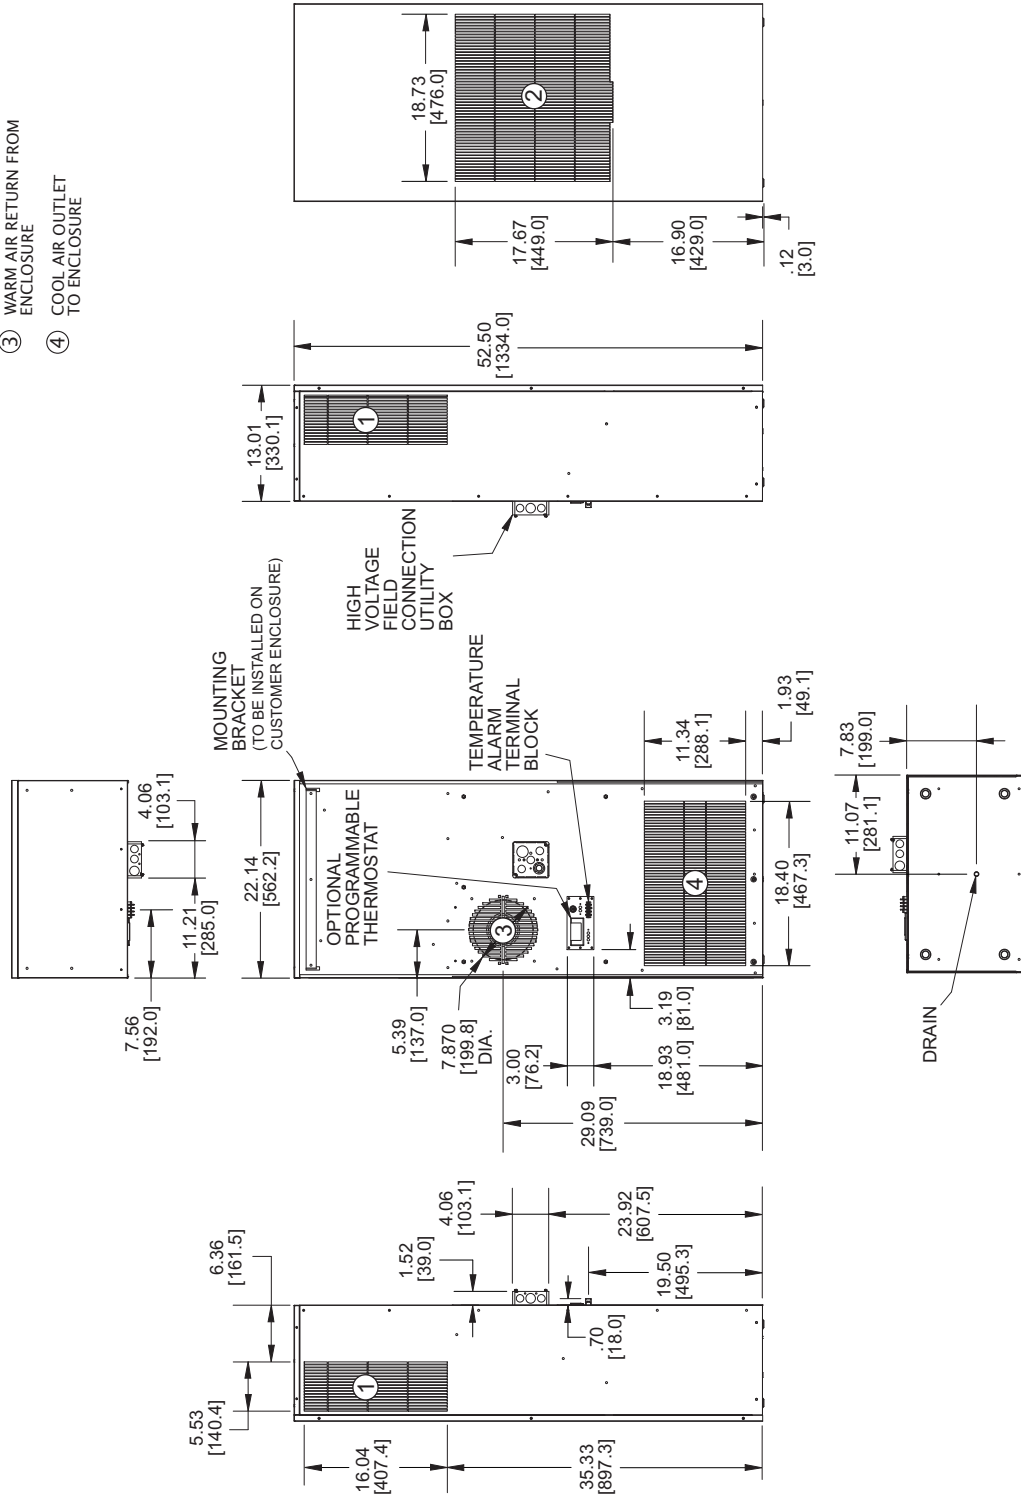 ③ WARM AIR RETURN FROM
ENCLOSURE
④ COOL AIR OUTLET
TO ENCLOSURE
18.73
[476.0]
2
17.67
[449.0]
16.90
[429.0]
.12
[3.0]
52.50
[1334.0]
13.01
[330.1]
1
HIGH
VOLTAGE
FIELD
CONNECTION
UTILITY
BOX
MOUNTING
BRACKET
(TO BE INSTALLED ON
CUSTOMER ENCLOSURE)
TEMPERATURE
ALARM
TERMINAL
BLOCK
4.06
[103.1]
11.21
[285.0]
7.56
[192.0]
22.14
[562.2]
OPTIONAL
PROGRAMMABLE
THERMOSTAT
3
4
11.34
[288.1]
1.93
[49.1]
18.40
[467.3]
5.39
[137.0]
7.870
[199.8]
DIA.
3.00
[76.2]
3.19
[81.0]
18.93
[481.0]
29.09
[739.0]
7.83
[199.0]
11.07
[281.1]
DRAIN
6.36
[161.5]
5.53
[140.4]
1
1.52
[39.0]
4.06
[103.1]
23.92
[607.5]
19.50
[495.3]
.70
[18.0]
16.04
[407.4]
35.33
[897.3]